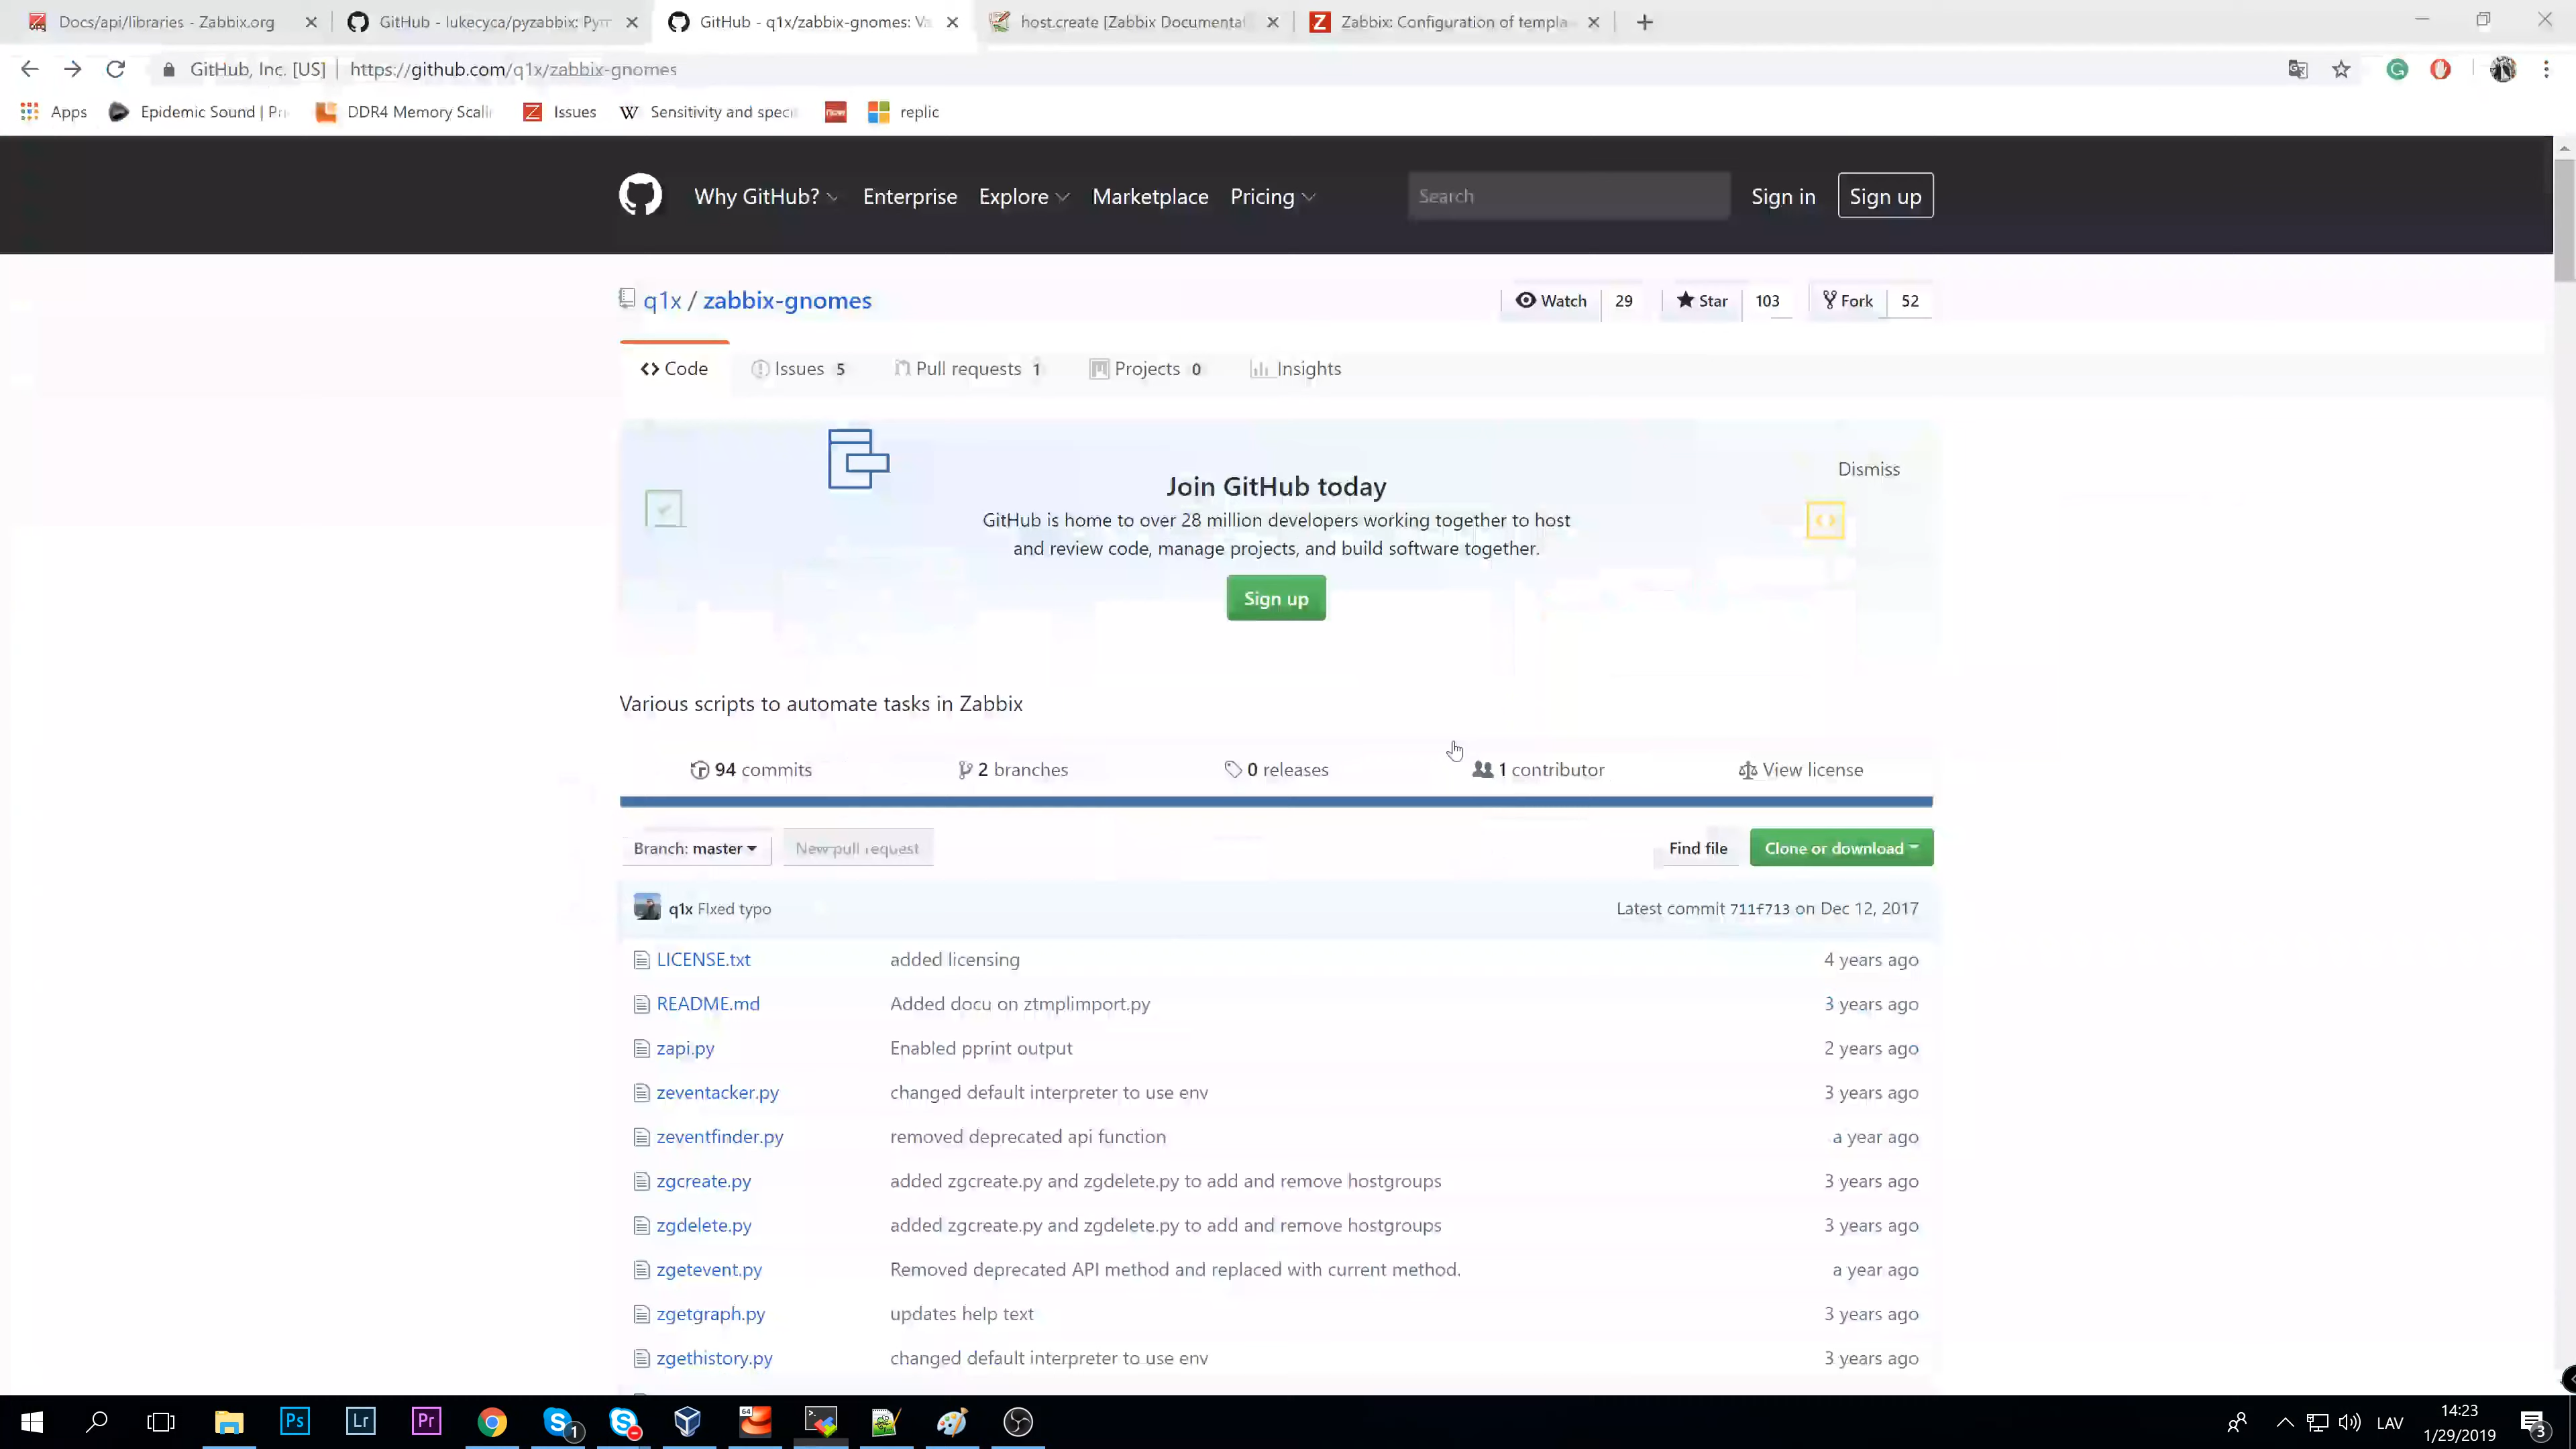 Docs/api/libraries - Zabbix.org
GitHub - lukecyca/pyzabbix: Pym
GitHub - q1x/zabbix-gnomes: Va
host.create [Zabbix Documentat
Zabbix: Configuration of templa
GitHub, Inc. [US] | https://github.com/q1x/zabbix-gnomes
Apps
Epidemic Sound | Pri
DDR4 Memory Scali
Issues
Sensitivity and speci
replic
Why GitHub?
Enterprise
Explore
Marketplace
Pricing
Search
Sign in
Sign up
q1x / zabbix-gnomes
Watch 29
Star 103
Fork 52
Code
Issues 5
Pull requests 1
Projects 0
Insights
Join GitHub today
Dismiss
GitHub is home to over 28 million developers working together to host
and review code, manage projects, and build software together.
Sign up
Various scripts to automate tasks in Zabbix
94 commits
2 branches
0 releases
1 contributor
View license
Branch: master
New pull request
Find file
Clone or download
q1x FIxed typo
Latest commit 711f713 on Dec 12, 2017
LICENSE.txt added licensing 4 years ago
README.md Added docu on ztmplimport.py 3 years ago
zapi.py Enabled pprint output 2 years ago
zeventacker.py changed default interpreter to use env 3 years ago
zeventfinder.py removed deprecated api function a year ago
zgcreate.py added zgcreate.py and zgdelete.py to add and remove hostgroups 3 years ago
zgdelete.py added zgcreate.py and zgdelete.py to add and remove hostgroups 3 years ago
zgetevent.py Removed deprecated API method and replaced with current method. a year ago
zgetgraph.py updates help text 3 years ago
zgethistory.py changed default interpreter to use env 3 years ago
Ps
Lr
Pr
1
64
LAV
14:23
1/29/2019
3